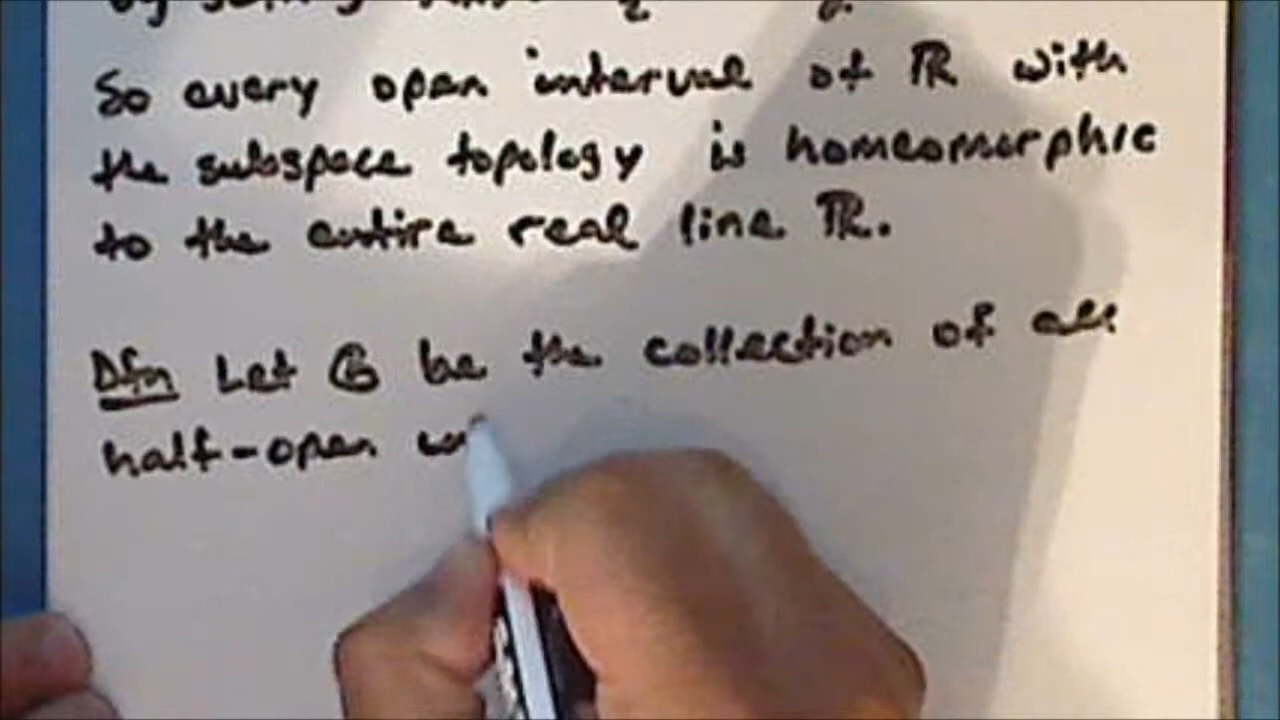 by
So every open interval of ℝ with
the subspace topology is homeomorphic
to the entire real line ℝ.
Dfn Let B be the collection of all
half-open